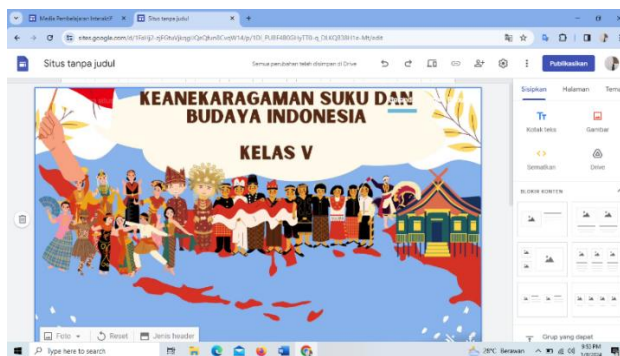 Media Pembelajaran Interaktif
Situs tanpa judul
Situs tanpa judul
Semua perubahan telah disimpan di Drive
Publikasikan
Sisipkan Halaman Tema
Kotak teks Gambar
Sematkan Drive
BLOK KONTEN
KEANEKARAGAMAN SUKU DAN
BUDAYA INDONESIA
KELAS V
Foto Reset Jenis header
Grup yang dapat
Type here to search
28°C Berawan